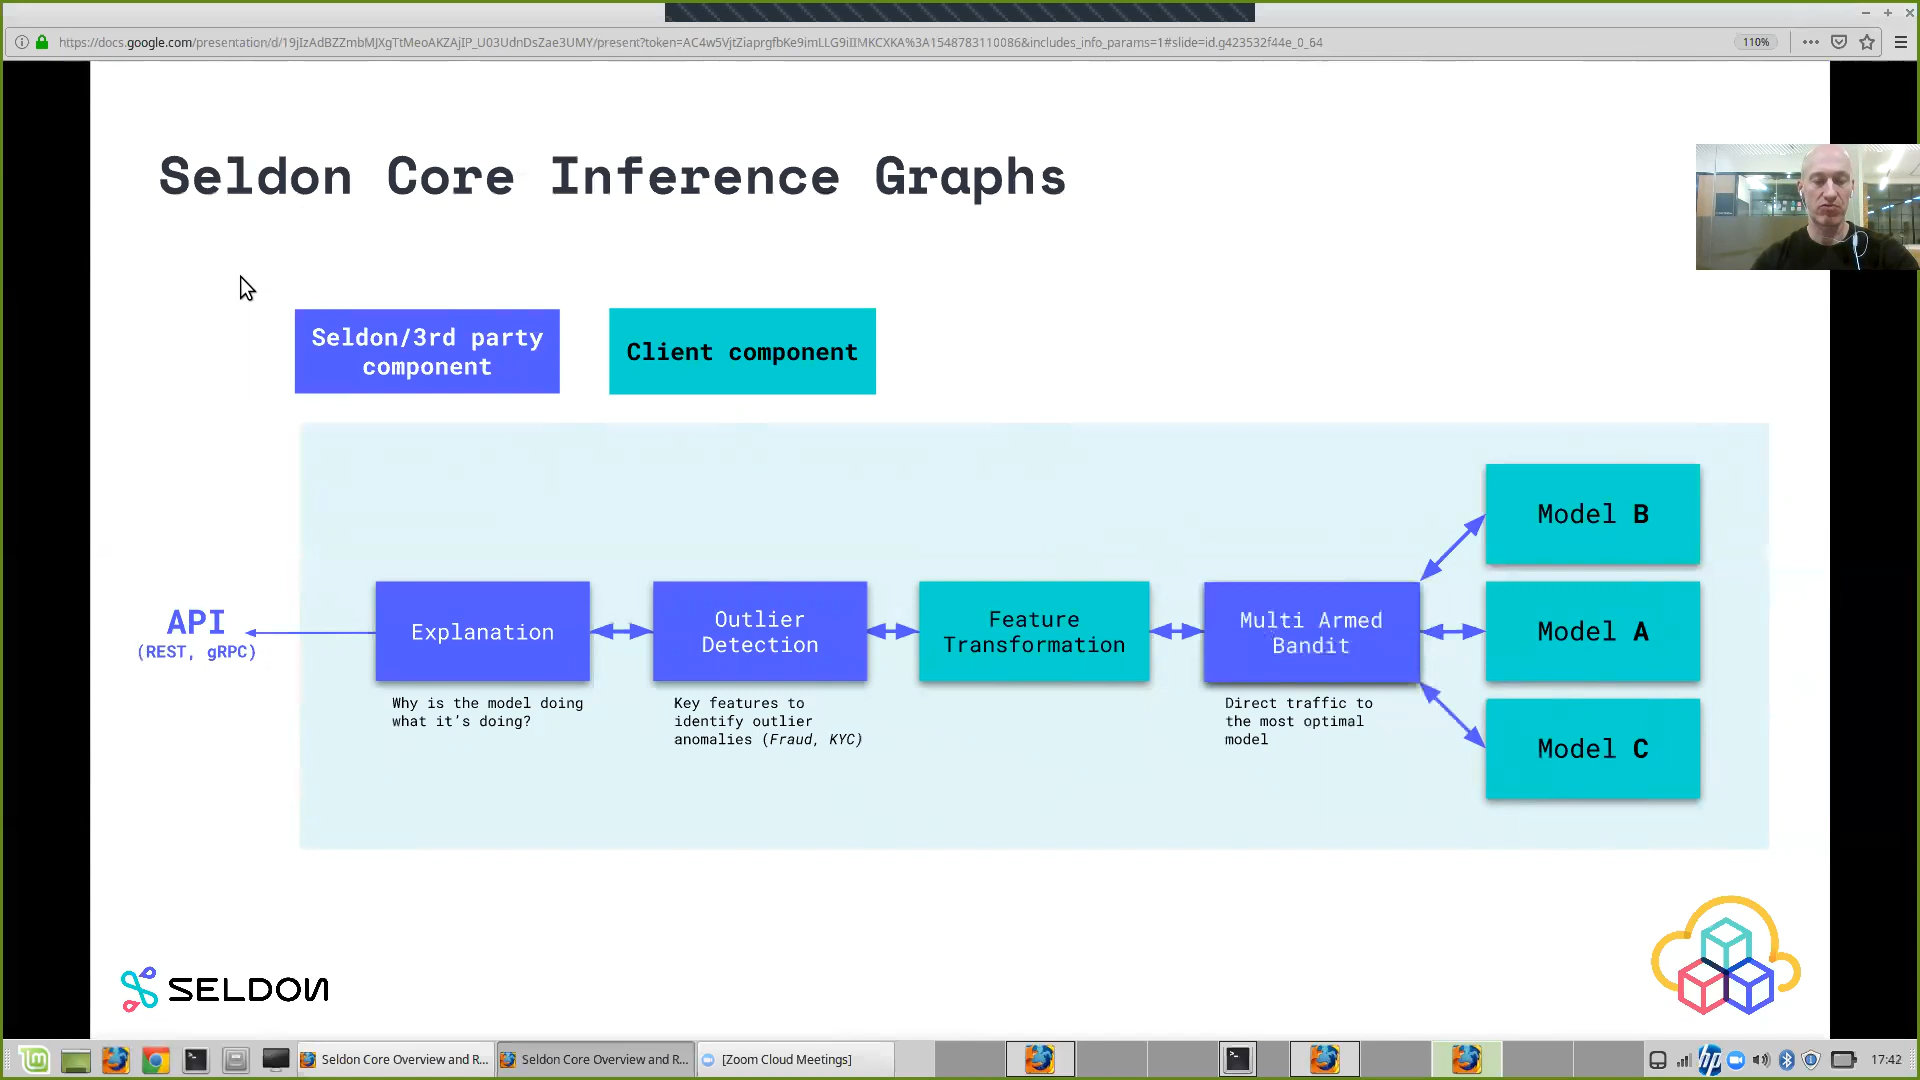 https://docs.google.com/presentation/d/19jIzAdBZZmbMJXgTtMeoAKZAjIP_U03UdnDsZae3UMY/present?token=AC4w5VjtZiaprgfbKe9imLLG9iIIMKCXKA%3A1548783110086&includes_info_params=1#slide=id.g423532f44e_0_64
110%
Seldon Core Inference Graphs
Seldon/3rd party
component
Client component
Model B
API
(REST, gRPC)
Explanation
Outlier
Detection
Feature
Transformation
Multi Armed
Bandit
Model A
Why is the model doing
what it's doing?
Key features to
identify outlier
anomalies (Fraud, KYC)
Direct traffic to
the most optimal
model
Model C
SELDON
Seldon Core Overview and R...
Seldon Core Overview and R...
[Zoom Cloud Meetings]
17:42